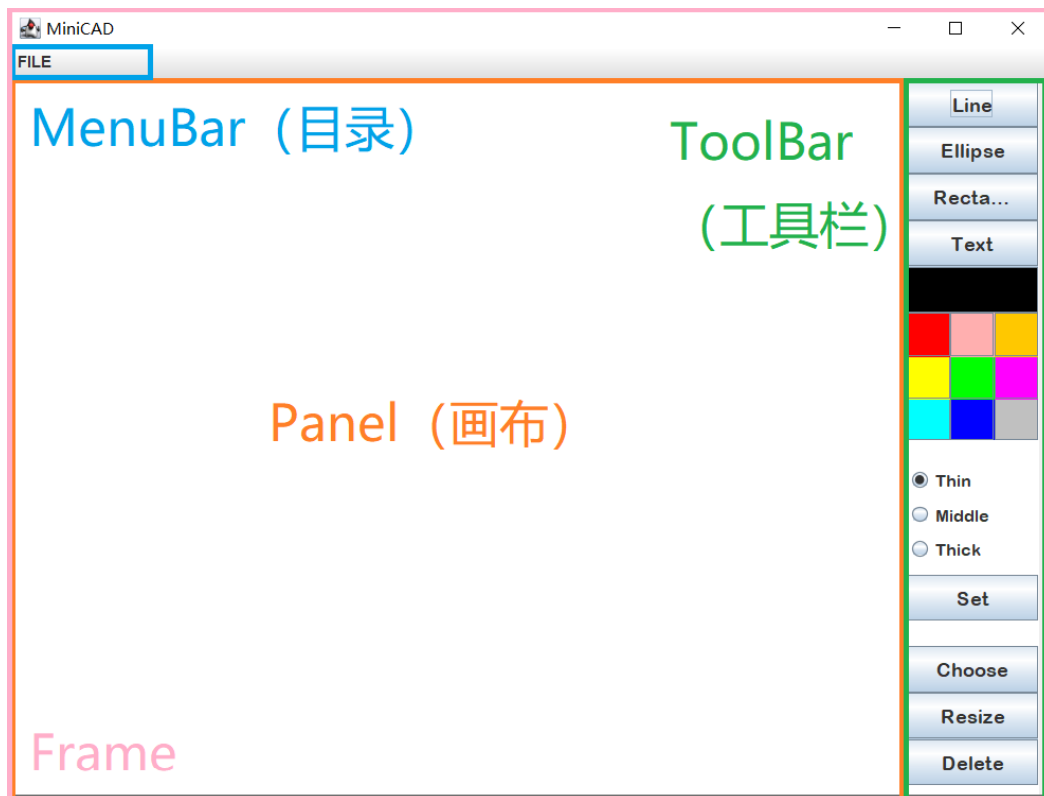 MiniCAD
FILE
MenuBar（目录）
ToolBar
（工具栏）
Panel（画布）
Frame
Line
Ellipse
Recta...
Text
Thin
Middle
Thick
Set
Choose
Resize
Delete